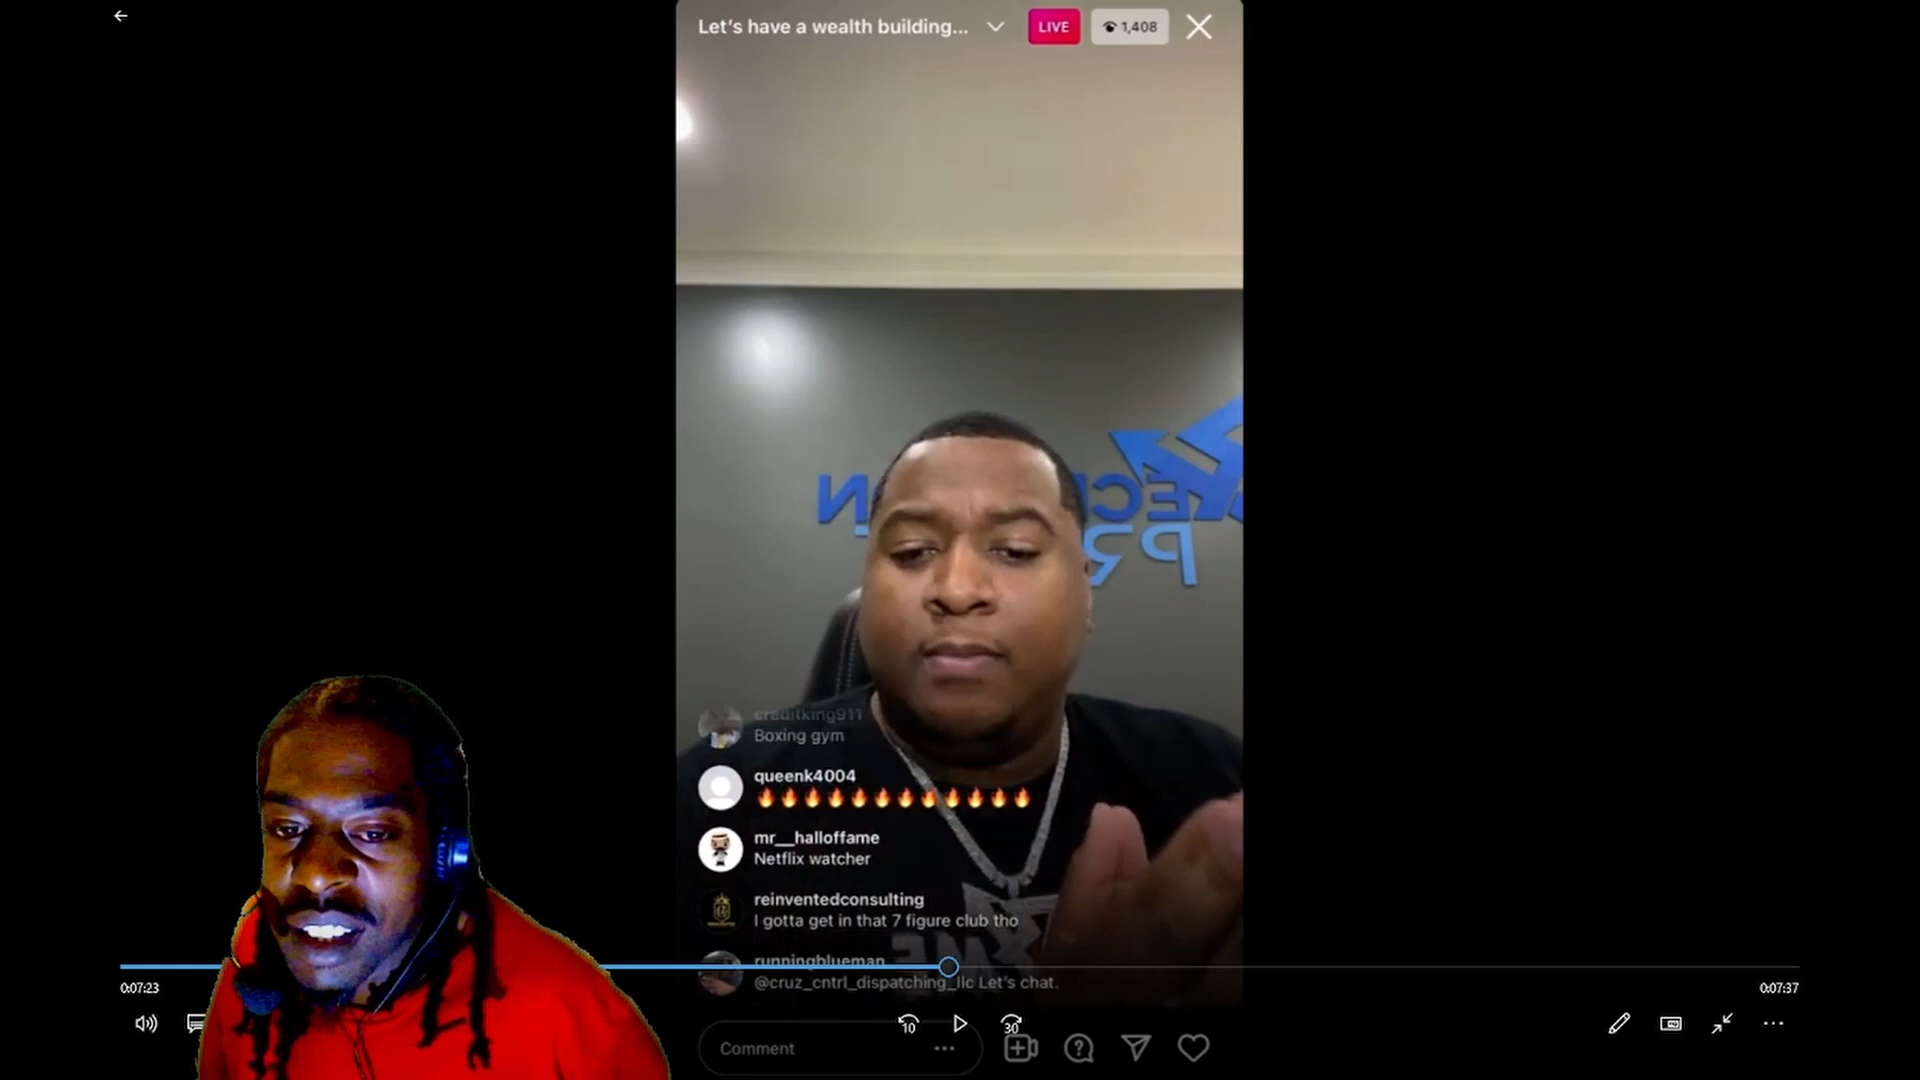 Let's have a wealth building...
LIVE
1,408
creditking911
Boxing gym
queenk4004
mr__halloffame
Netflix watcher
reinventedconsulting
I gotta get in that 7 figure club tho
runningblueman
@cruz_cntrl_dispatching_llc Let's chat.
0:07:23
0:07:37
10
30
Comment